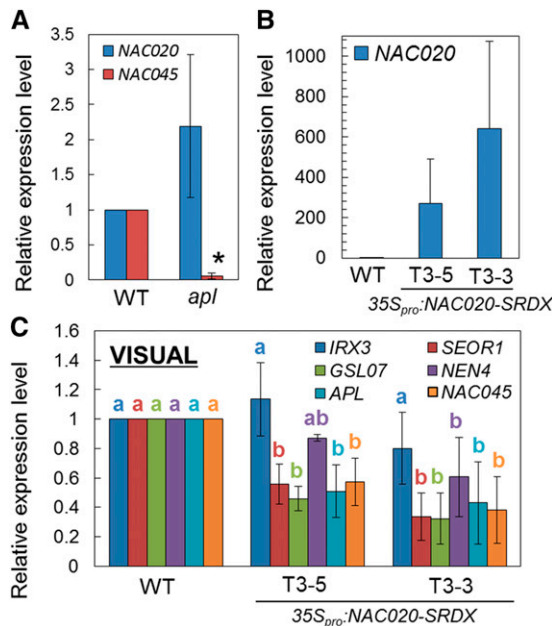 A
B
NAC020
NAC045
Relative expression level
3.5
3
2.5
2
1.5
1
0.5
0
*
WT
apl
NAC020
Relative expression level
1000
800
600
400
200
0
WT
T3-5
T3-3
35Spro:NAC020-SRDX
C
VISUAL
IRX3
SEOR1
GSL07
NEN4
APL
NAC045
Relative expression level
1.6
1.4
1.2
1
0.8
0.6
0.4
0.2
0
a a a a a a
a b b ab b b
a b b b b b
WT
T3-5
T3-3
35Spro:NAC020-SRDX